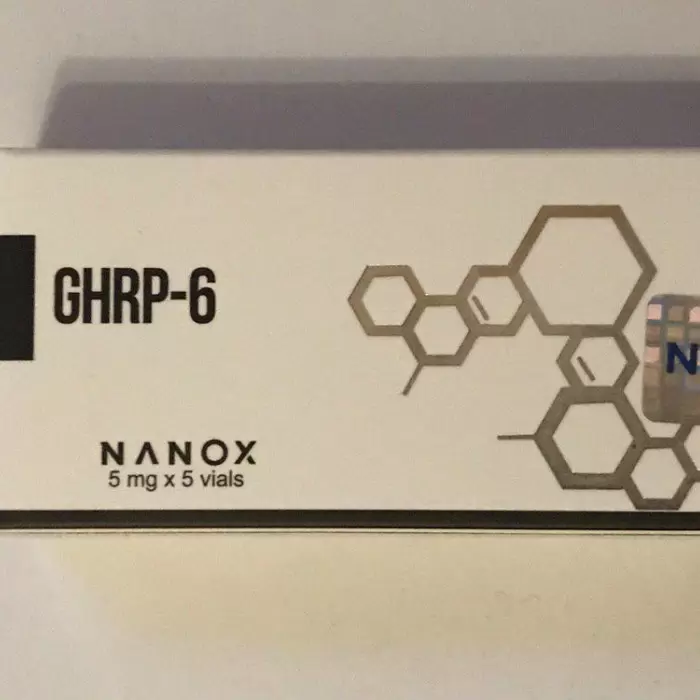 GHRP-6
NANOX
5 mg x 5 vials
N